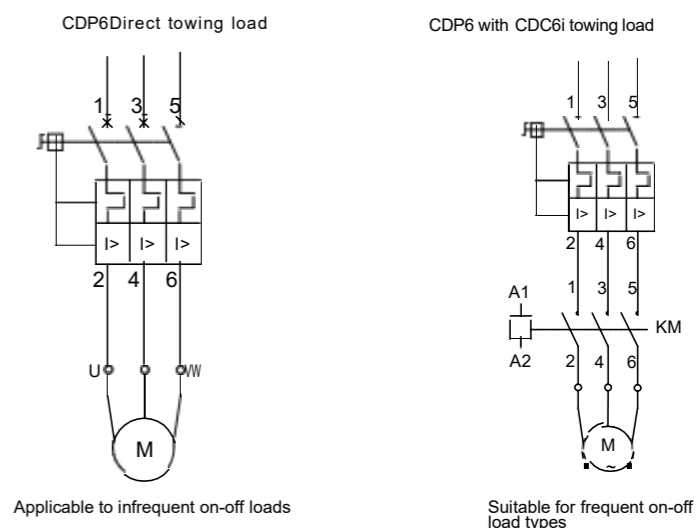 CDP6Direct towing load
1 3 5
I> I> I>
2 4 6
U VW
M
Applicable to infrequent on-off loads
CDP6 with CDC6i towing load
1 3 5
I> I> I>
2 4 6
1 3 5
A1
KM
A2
2 4 6
M
~
Suitable for frequent on-off
load types